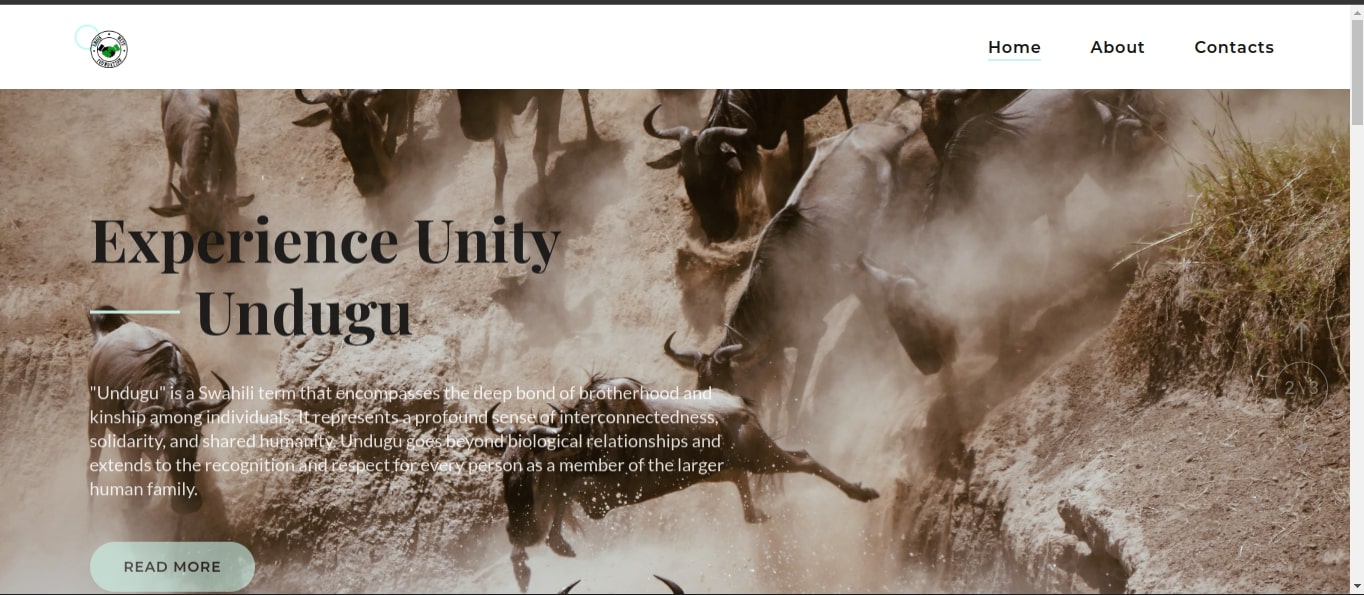 Home About Contacts
Experience Unity
Undugu
"Undugu" is a Swahili term that encompasses the deep bond of brotherhood and
kinship among individuals. It represents a profound sense of interconnectedness,
solidarity, and shared humanity. Undugu goes beyond biological relationships and
extends to the recognition and respect for every person as a member of the larger
human family.
READ MORE